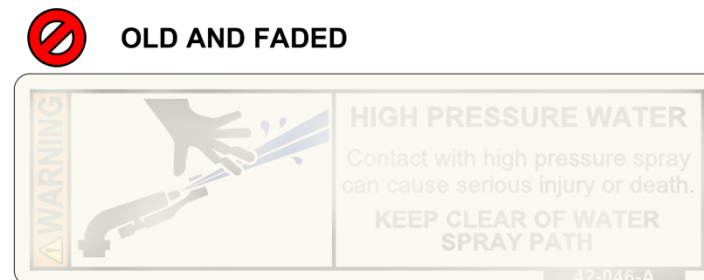 OLD AND FADED
WARNING
HIGH PRESSURE WATER
Contact with high pressure spray
can cause serious injury or death.
KEEP CLEAR OF WATER
SPRAY PATH
42-046-A